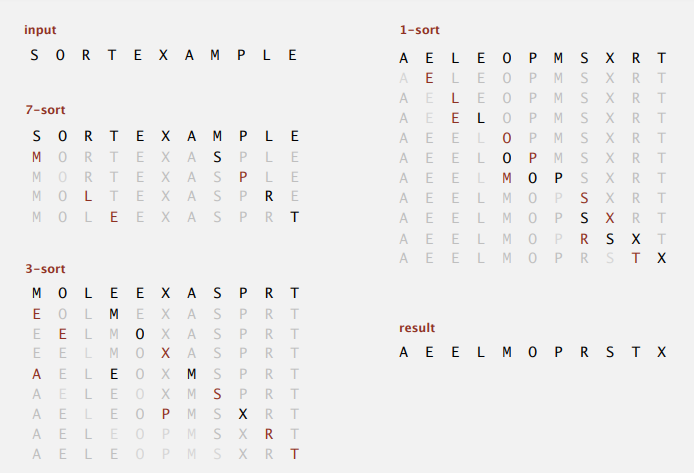 input
S O R T E X A M P L E
7-sort
S O R T E X A M P L E
M O R T E X A S P L E
M O R T E X A S P L E
M O L T E X A S P R E
M O L E E X A S P R T
3-sort
M O L E E X A S P R T
E O L M E X A S P R T
E E L M O X A S P R T
E E L M O X A S P R T
A E L E O X M S P R T
A E L E O X M S P R T
A E L E O P M S X R T
A E L E O P M S X R T
A E L E O P M S X R T
1-sort
A E L E O P M S X R T
A E L E O P M S X R T
A E L E O P M S X R T
A E E L O P M S X R T
A E E L O P M S X R T
A E E L O P M S X R T
A E E L M O P S X R T
A E E L M O P S X R T
A E E L M O P S X R T
A E E L M O P R S X T
A E E L M O P R S T X
result
A E E L M O P R S T X